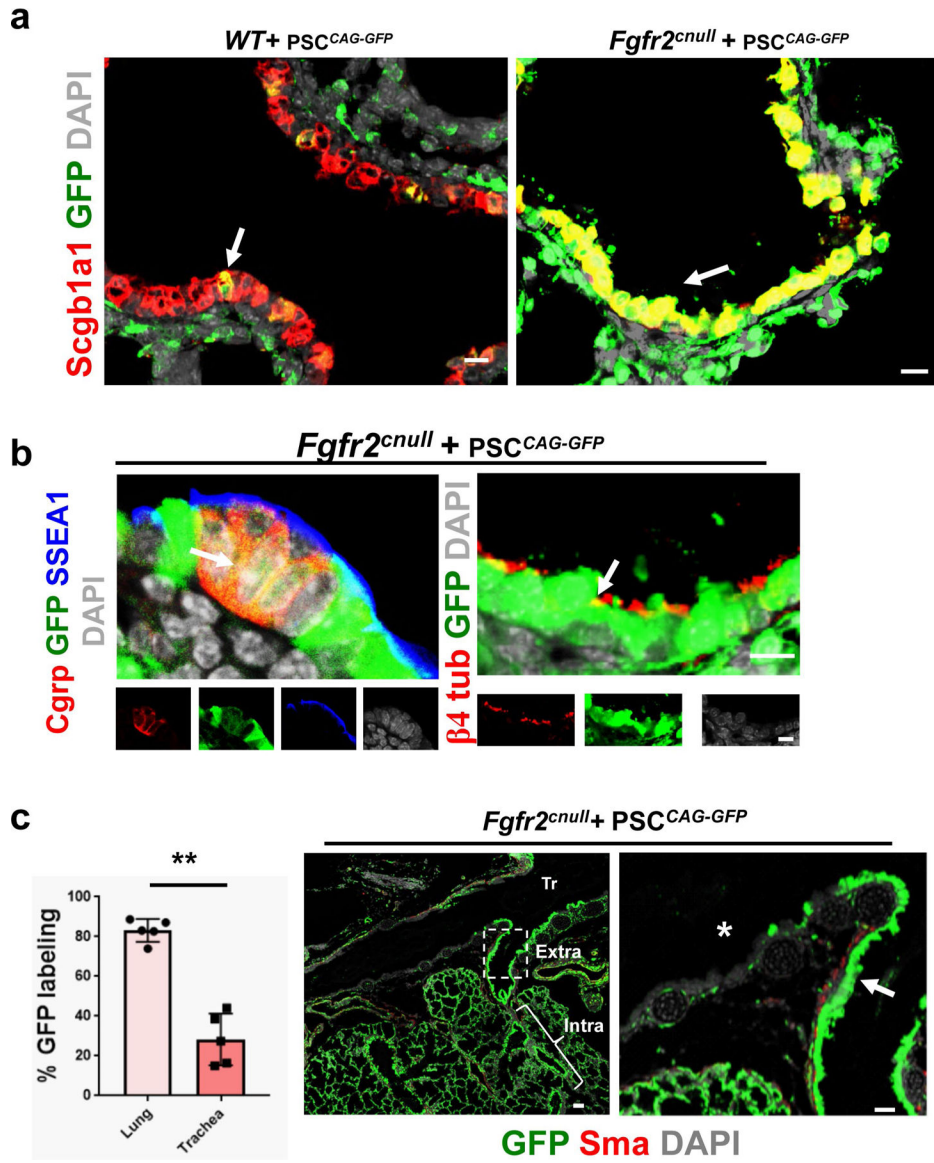 a
WT+ PSCCAG-GFP
Fgfr2cnull + PSCCAG-GFP
Scgb1a1 GFP DAPI
b
Fgfr2cnull + PSCCAG-GFP
Cgrp GFP SSEA1
DAPI
β4 tub GFP DAPI
c
Fgfr2cnull+ PSCCAG-GFP
**
% GFP labeling
100
80
60
40
20
0
Lung
Trachea
Tr
Extra
Intra
*
GFP Sma DAPI